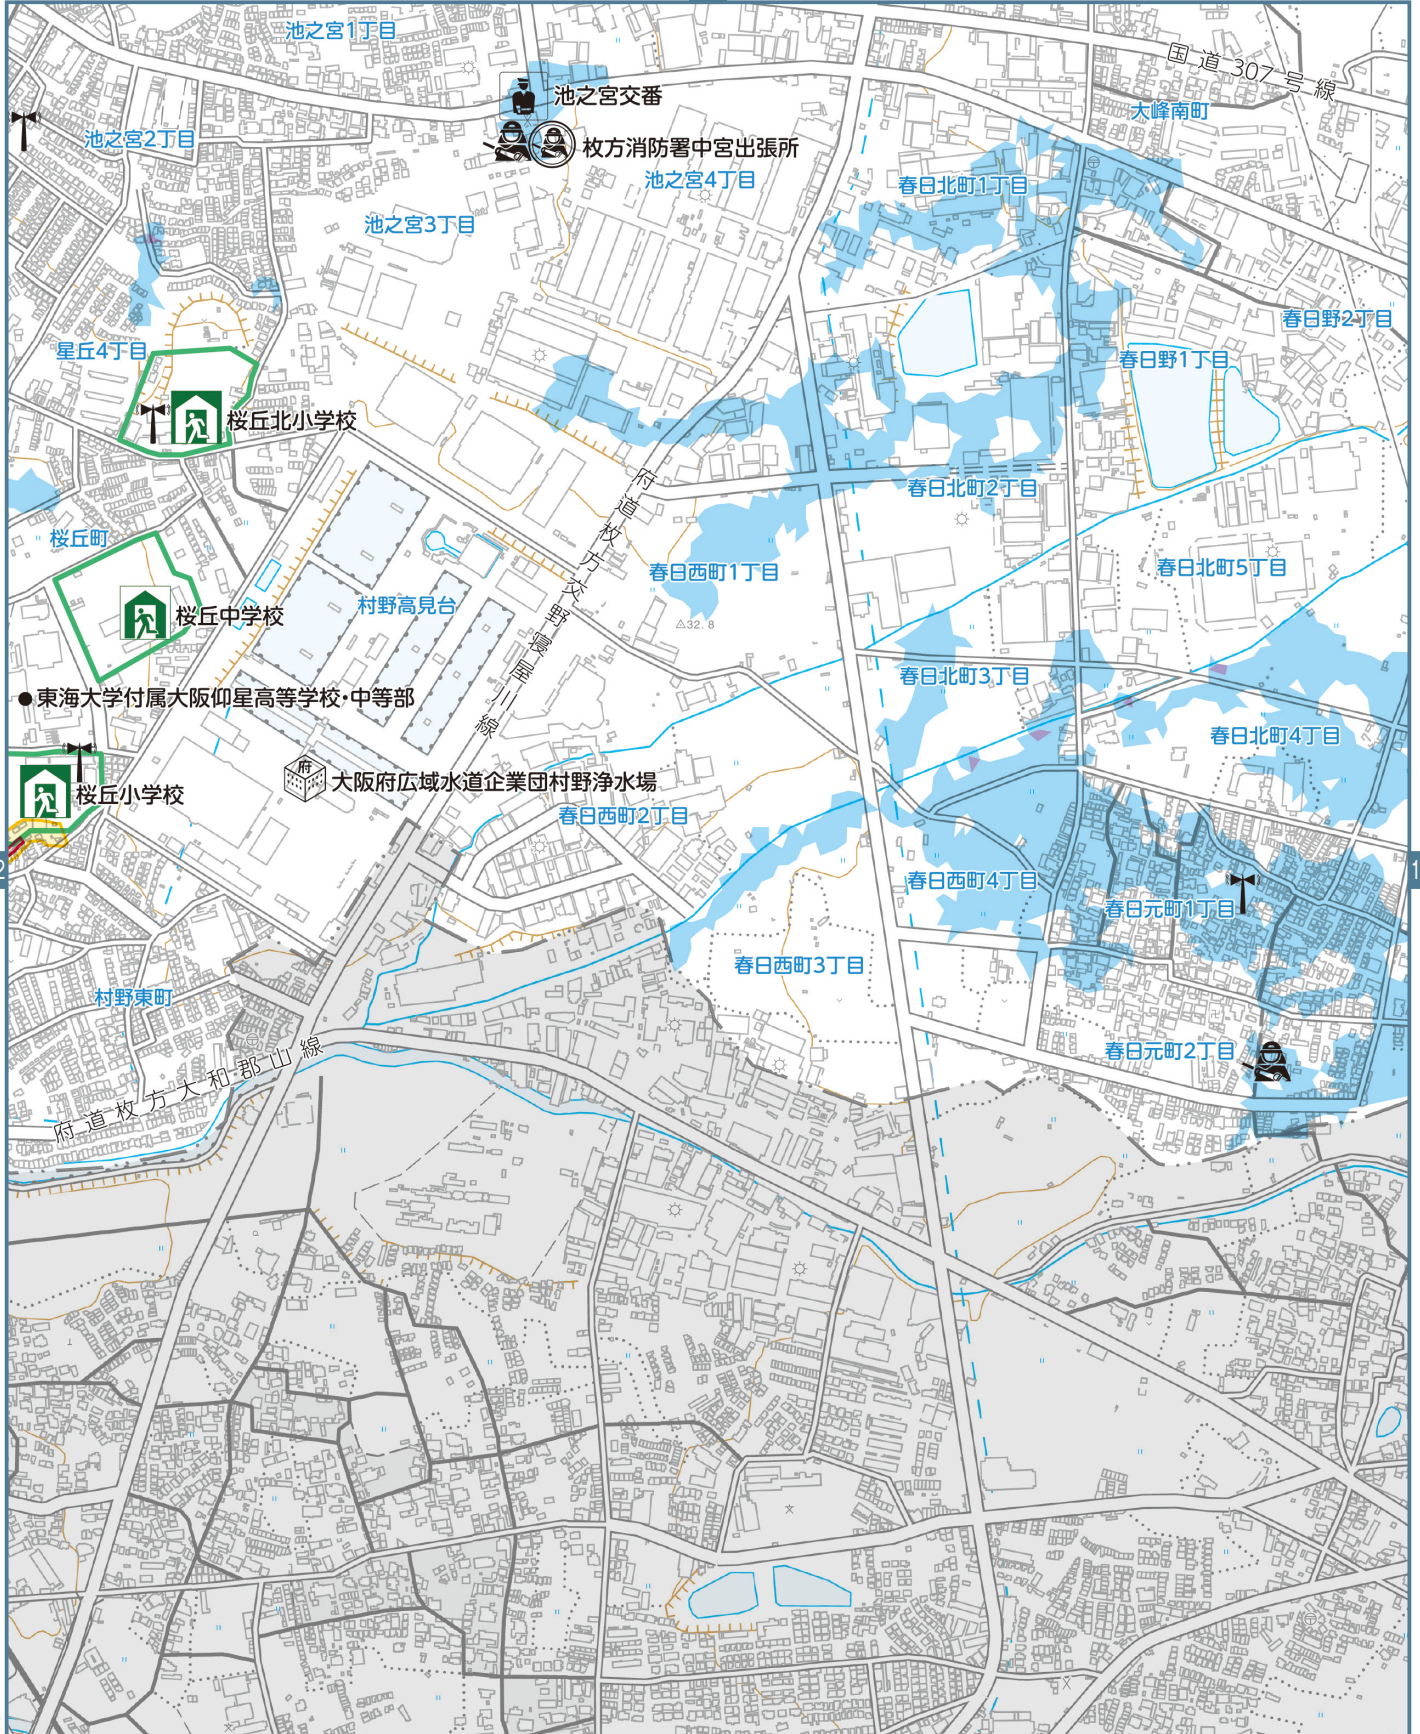 池之宮1丁目
国道307号線
池之宮交番
大峰南町
池之宮2丁目
枚方消防署中宮出張所
池之宮4丁目
春日北町1丁目
池之宮3丁目
春日野2丁目
星丘4丁目
春日野1丁目
桜丘北小学校
府道枚方交野寝屋川線
春日北町2丁目
桜丘町
春日西町1丁目
春日北町5丁目
村野高見台
桜丘中学校
△32.8
春日北町3丁目
●東海大学付属大阪仰星高等学校・中等部
春日北町4丁目
府
大阪府広域水道企業団村野浄水場
桜丘小学校
春日西町2丁目
2
1
春日西町4丁目
春日元町1丁目
春日西町3丁目
村野東町
春日元町2丁目
府道枚方大和郡山線